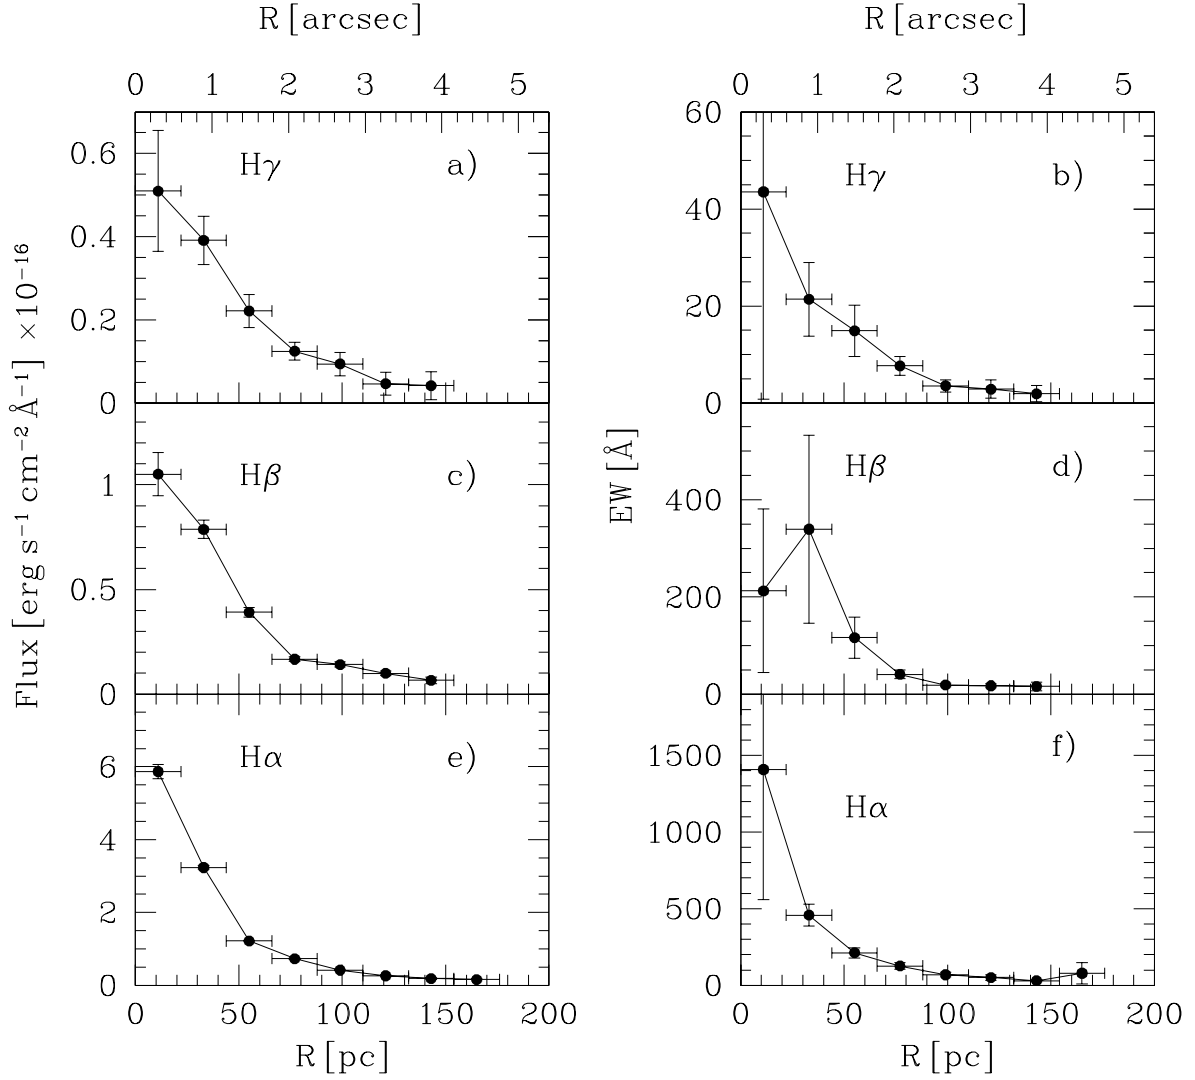 R [arcsec] R [arcsec]
0 1 2 3 4 5 0 1 2 3 4 5
Flux [erg s⁻¹ cm⁻² Å⁻¹] ×10⁻¹⁶
EW [Å]
Hγ a)
0.6
0.4
0.2
0
Hγ b)
60
40
20
0
Hβ c)
1
0.5
0
Hβ d)
400
200
0
Hα e)
6
4
2
0
f)
Hα
1500
1000
500
0
0 50 100 150 200 0 50 100 150 200
R [pc] R [pc]